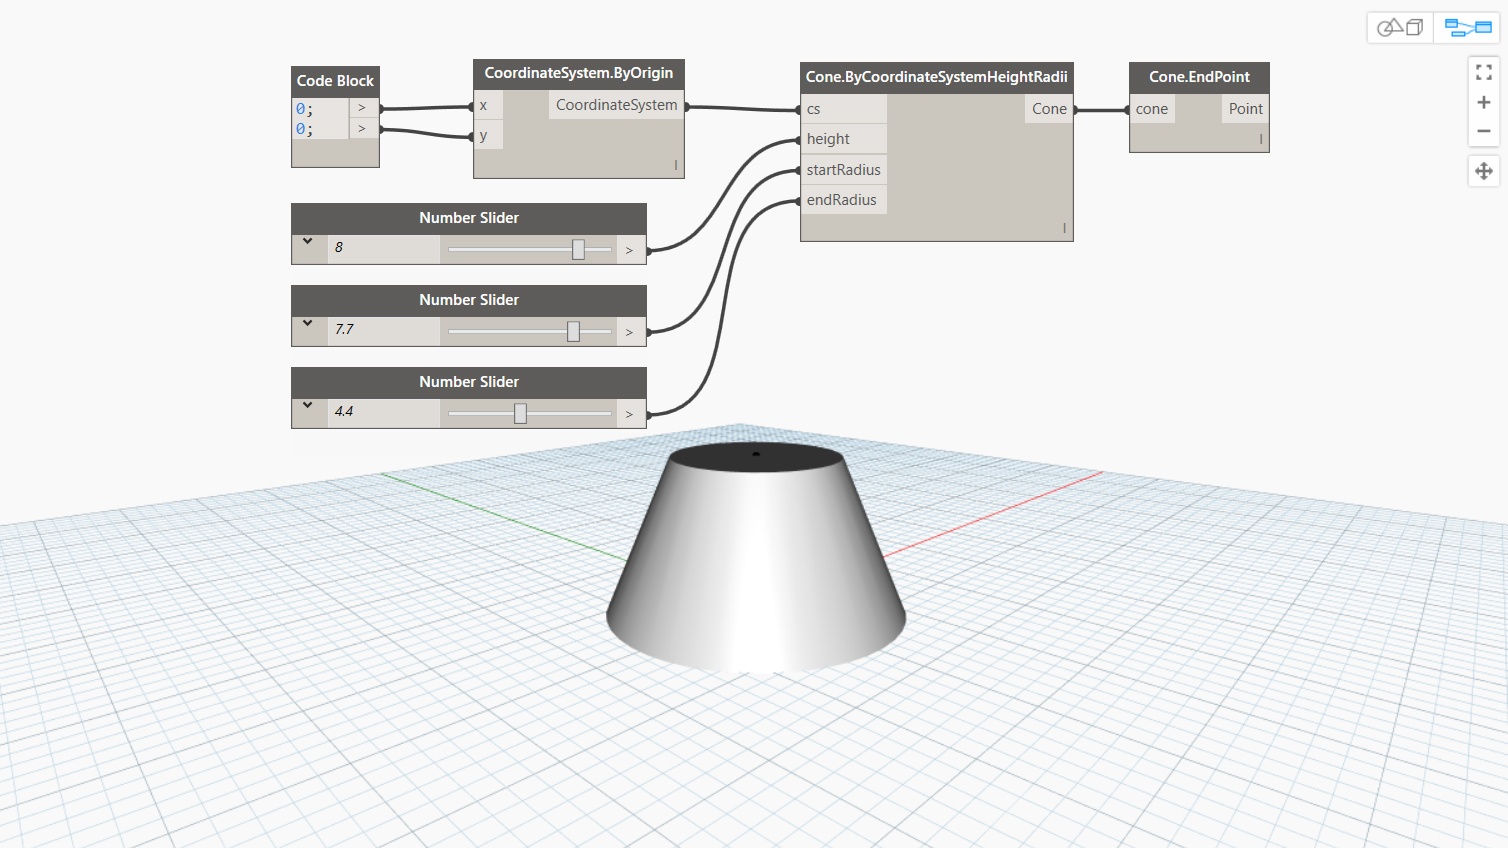 Code Block
0; >
0; >
CoordinateSystem.ByOrigin
x CoordinateSystem
y
Cone.ByCoordinateSystemHeightRadii
cs Cone
height
startRadius
endRadius
Cone.EndPoint
cone Point
Number Slider
8 >
Number Slider
7.7 >
Number Slider
4.4 >